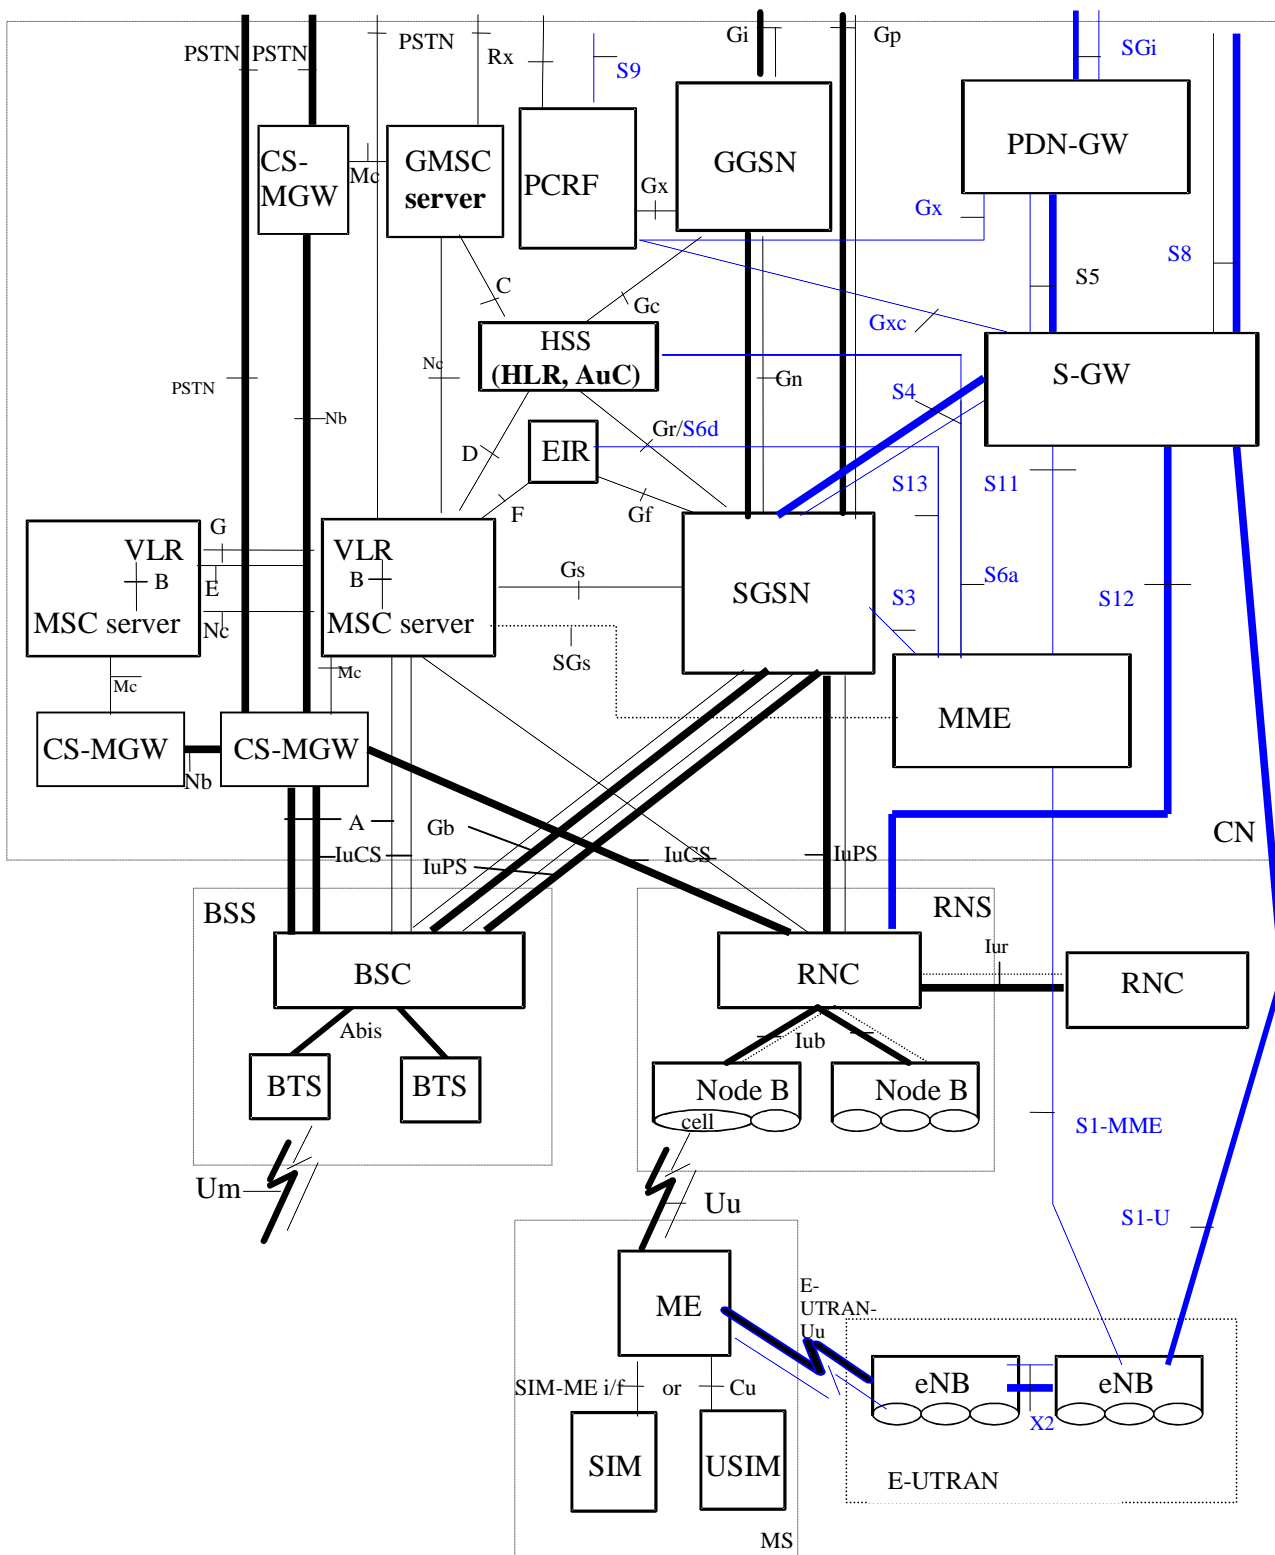 PSTN
PSTN
PSTN
Rx
S9
Gi
Gp
SGi
CS-
MGW
Mc
GMSC
server
PCRF
Gx
GGSN
PDN-GW
Gx
S8
S5
C
Gc
Gxc
HSS
(HLR, AuC)
Nc
PSTN
Gn
S-GW
S4
Nb
D
EIR
Gr/S6d
S13
S11
F
Gf
G
VLR
B
E
MSC server
Nc
VLR
B
MSC server
Gs
SGSN
S6a
S3
S12
SGs
Mc
Mc
CS-MGW
Nb
CS-MGW
MME
A
Gb
IuCS
IuPS
IuCS
IuPS
CN
BSS
RNS
BSC
RNC
Iur
RNC
Abis
Iub
BTS
BTS
Node B
cell
Node B
S1-MME
Um
Uu
S1-U
ME
E-
UTRAN-
Uu
eNB
eNB
X2
SIM-ME i/f
or
Cu
SIM
USIM
E-UTRAN
MS